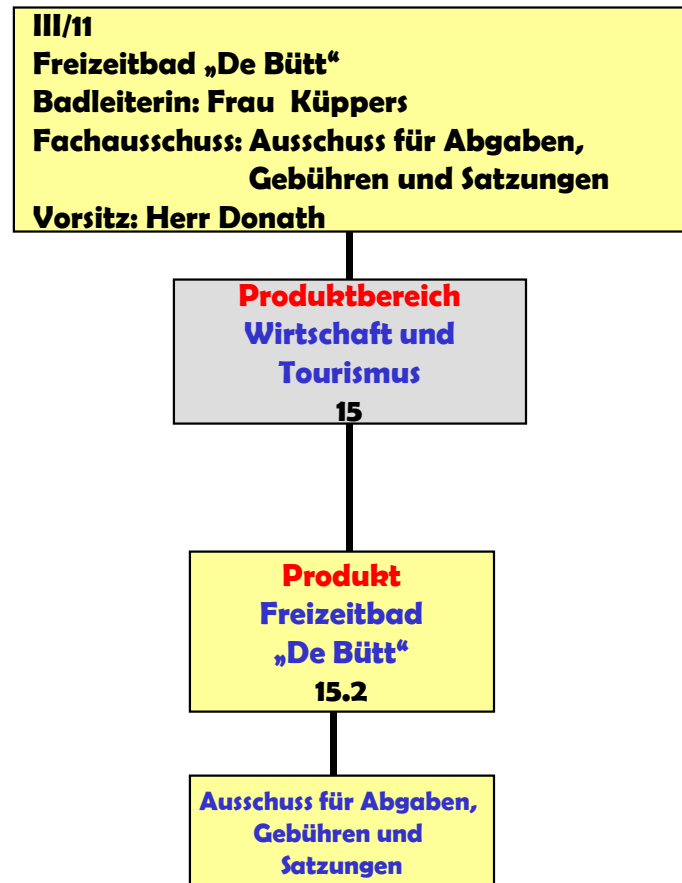 III/11
Freizeitbad „De Bütt“
Badleiterin: Frau Küppers
Fachausschuss: Ausschuss für Abgaben,
Gebühren und Satzungen
Vorsitz: Herr Donath
Produktbereich
Wirtschaft und
Tourismus
15
Produkt
Freizeitbad
„De Bütt“
15.2
Ausschuss für Abgaben,
Gebühren und
Satzungen